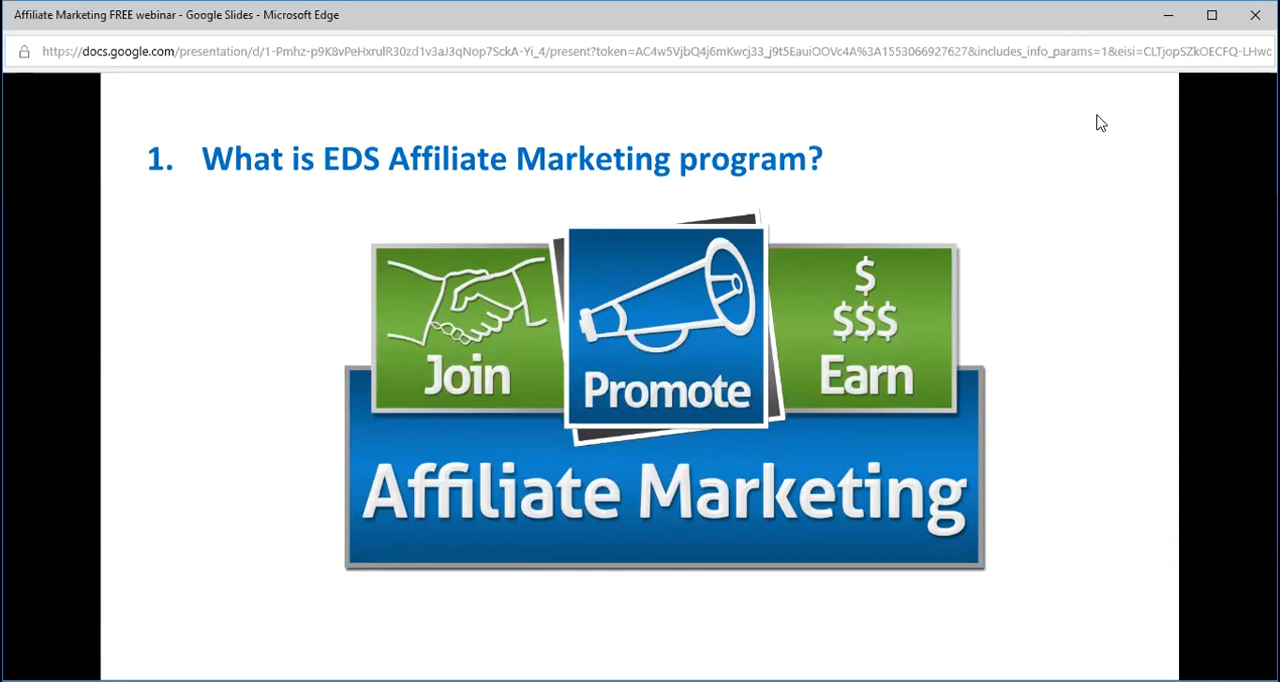 Affiliate Marketing FREE webinar - Google Slides - Microsoft Edge
https://docs.google.com/presentation/d/1-Pmhz-p9K8vPeHxrulR30zd1v3aJ3qNop7SckA-Yi_4/present?token=AC4w5VjbQ4j6mKwcj33_j9t5EauiOOVc4A%3A1553066927627&includes_info_params=1&eisi=CLTjopSZkOECFQ-LHwc
1. What is EDS Affiliate Marketing program?
$
$$$
Join Promote Earn
Affiliate Marketing